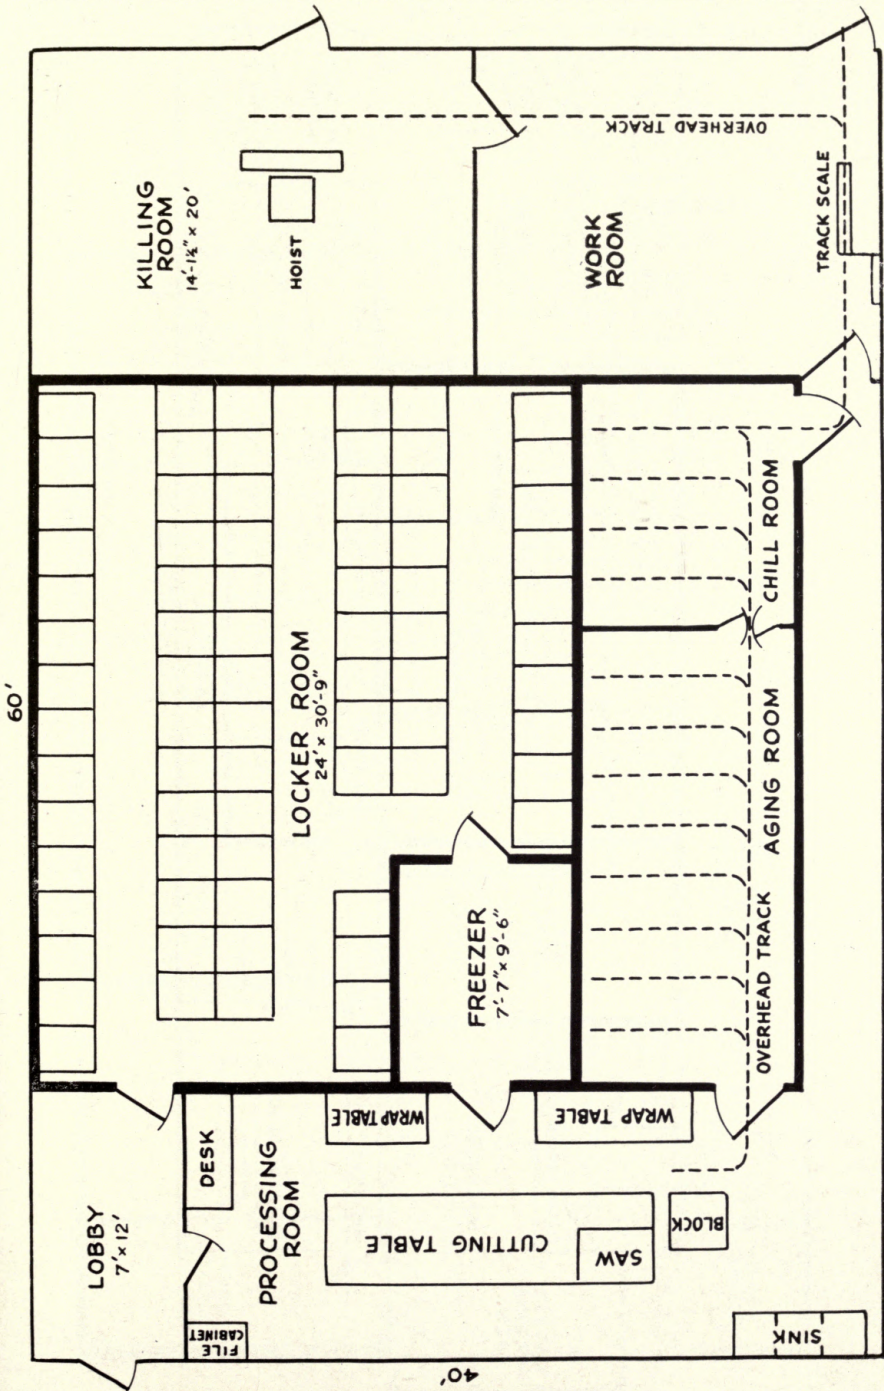 60'
KILLING
ROOM
14'-1½" x 20'
HOIST
OVERHEAD TRACK
WORK
ROOM
TRACK SCALE
LOCKER ROOM
24' x 30'-9"
CHILL ROOM
AGING ROOM
OVERHEAD TRACK
FREEZER
7'-7" x 9'-6"
LOBBY
7' x 12'
DESK
FILE
CABINET
PROCESSING
ROOM
WRAP TABLE
WRAP TABLE
CUTTING TABLE
SAW
BLOCK
SINK
40'